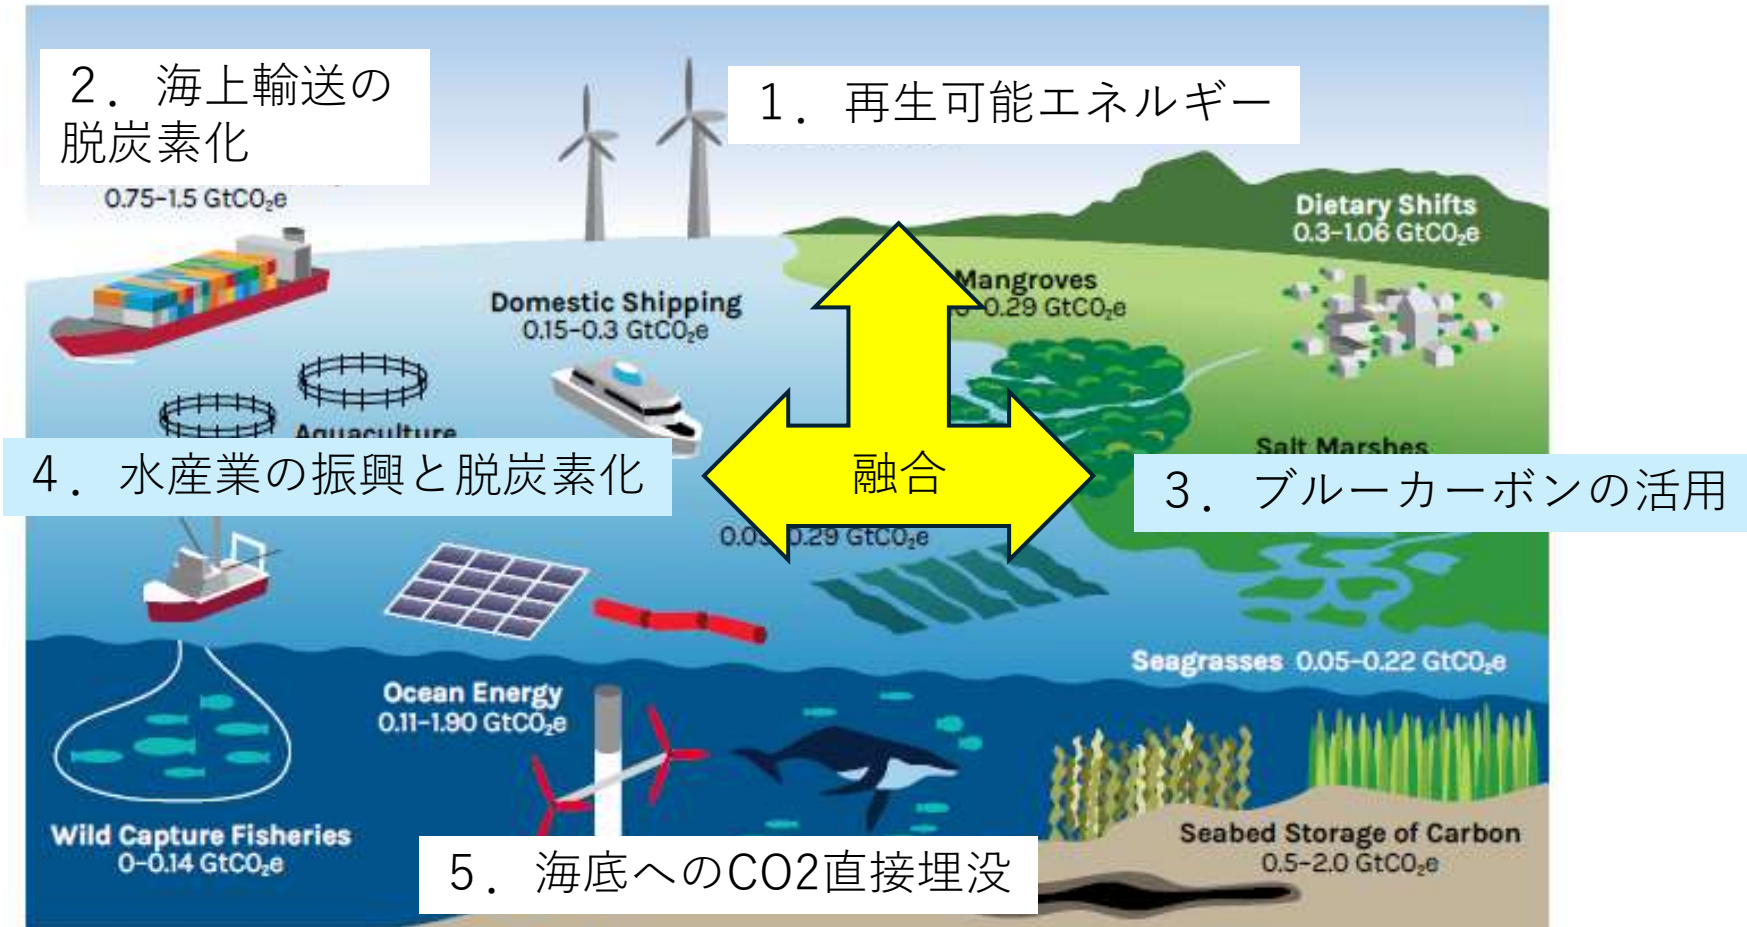 2．海上輸送の
脱炭素化
0.75–1.5 GtCO₂e
1．再生可能エネルギー
Dietary Shifts
0.3–1.06 GtCO₂e
Domestic Shipping
0.15–0.3 GtCO₂e
Mangroves
0.29 GtCO₂e
Aquaculture
Salt Marshes
4．水産業の振興と脱炭素化
融合
3．ブルーカーボンの活用
0.29 GtCO₂e
Seagrasses 0.05–0.22 GtCO₂e
Ocean Energy
0.11–1.90 GtCO₂e
Wild Capture Fisheries
0–0.14 GtCO₂e
Seabed Storage of Carbon
0.5–2.0 GtCO₂e
5．海底へのCO2直接埋没